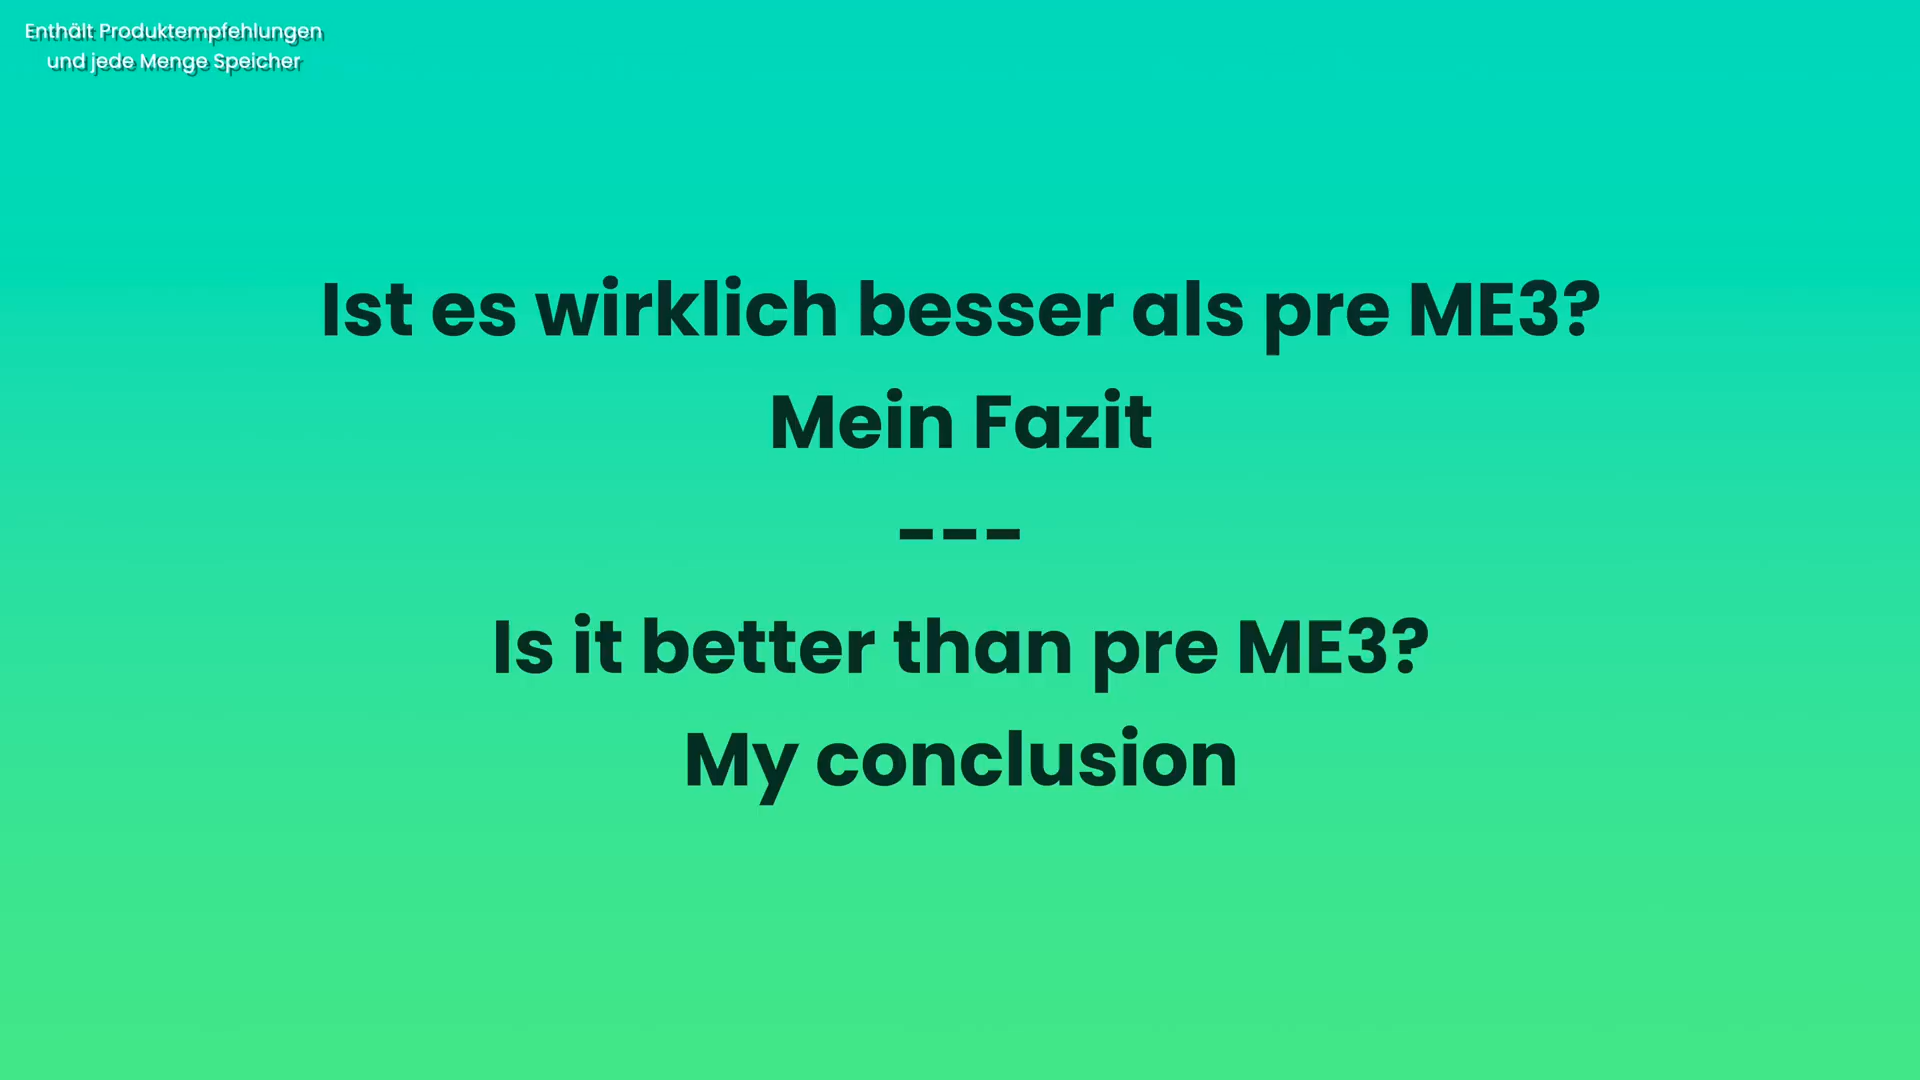 Enthält Produktempfehlungen
und jede Menge Speicher
Ist es wirklich besser als pre ME3?
Mein Fazit
---
Is it better than pre ME3?
My conclusion